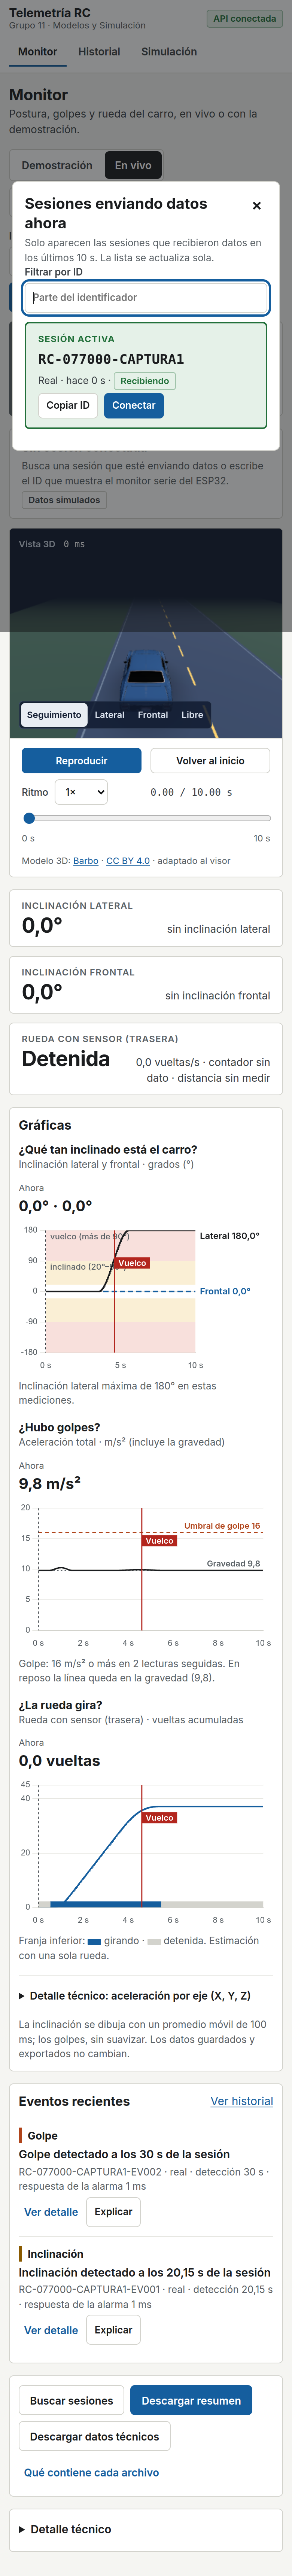 Telemetría RC
Grupo 11 · Modelos y Simulación
API conectada
Monitor
Historial
Simulación
Monitor
Postura, golpes y rueda del carro, en vivo o con la
demostración.
Demostración
En vivo
Sesiones enviando datos
ahora
×
Solo aparecen las sesiones que recibieron datos en
los últimos 10 s. La lista se actualiza sola.
Filtrar por ID
Parte del identificador
SESIÓN ACTIVA
RC-077000-CAPTURA1
Real · hace 0 s ·
Recibiendo
Copiar ID
Conectar
Busca una sesión que esté enviando datos o escribe
el ID que muestra el monitor serie del ESP32.
Datos simulados
Vista 3D 0 ms
Seguimiento
Lateral
Frontal
Libre
Reproducir
Volver al inicio
Ritmo
1×
0.00 / 10.00 s
0 s
10 s
Modelo 3D: Barbo · CC BY 4.0 · adaptado al visor
INCLINACIÓN LATERAL
0,0°
sin inclinación lateral
INCLINACIÓN FRONTAL
0,0°
sin inclinación frontal
RUEDA CON SENSOR (TRASERA)
Detenida
0,0 vueltas/s · contador sin
dato · distancia sin medir
Gráficas
¿Qué tan inclinado está el carro?
Inclinación lateral y frontal · grados (°)
Ahora
0,0° · 0,0°
180
vuelco (más de 90°)
Lateral 180,0°
90
Vuelco
inclinado (20°–
0
Frontal 0,0°
-90
-180
0 s
5 s
10 s
Inclinación lateral máxima de 180° en estas
mediciones.
¿Hubo golpes?
Aceleración total · m/s² (incluye la gravedad)
Ahora
9,8 m/s²
20
Umbral de golpe 16
15
Vuelco
Gravedad 9,8
10
5
0
0 s
2 s
4 s
6 s
8 s
10 s
Golpe: 16 m/s² o más en 2 lecturas seguidas. En
reposo la línea queda en la gravedad (9,8).
¿La rueda gira?
Rueda con sensor (trasera) · vueltas acumuladas
Ahora
0,0 vueltas
45
40
Vuelco
20
0
0 s
2 s
4 s
6 s
8 s
10 s
Franja inferior: girando · detenida. Estimación
con una sola rueda.
Detalle técnico: aceleración por eje (X, Y, Z)
La inclinación se dibuja con un promedio móvil de 100
ms; los golpes, sin suavizar. Los datos guardados y
exportados no cambian.
Eventos recientes
Ver historial
Golpe
Golpe detectado a los 30 s de la sesión
RC-077000-CAPTURA1-EV002 · real · detección 30 s ·
respuesta de la alarma 1 ms
Ver detalle
Explicar
Inclinación
Inclinación detectado a los 20,15 s de la sesión
RC-077000-CAPTURA1-EV001 · real · detección 20,15 s
· respuesta de la alarma 1 ms
Ver detalle
Explicar
Buscar sesiones
Descargar resumen
Descargar datos técnicos
Qué contiene cada archivo
Detalle técnico